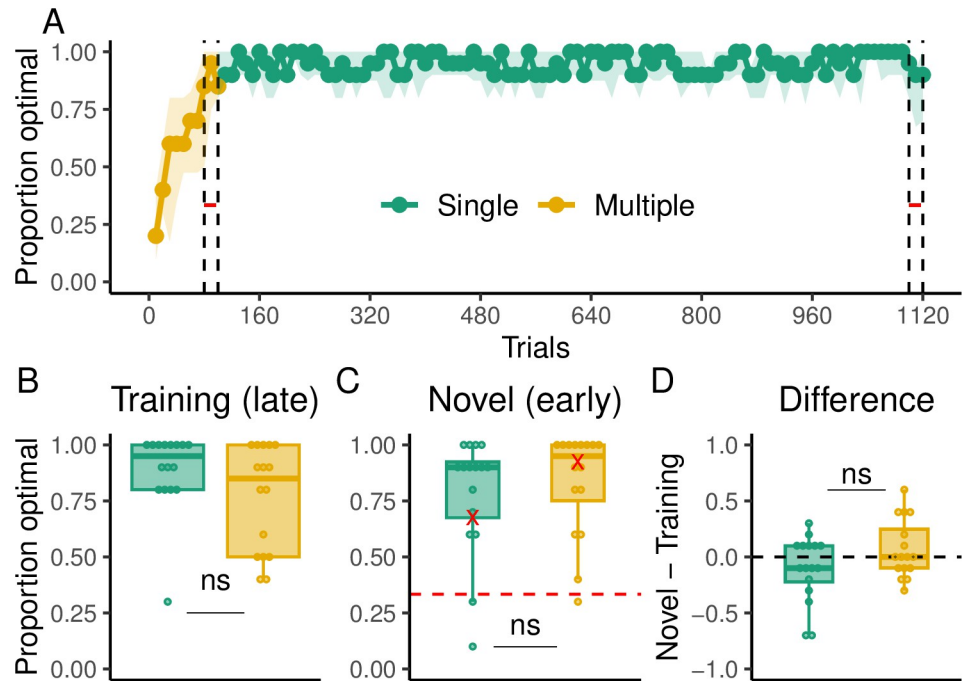 A
Proportion optimal
1.00
0.75
0.50
0.25
0.00
Single
Multiple
0 160 320 480 640 800 960 1120
Trials
B
Training (late)
Proportion optimal
1.00
0.75
0.50
0.25
0.00
ns
C
Novel (early)
1.00
0.75
0.50
0.25
0.00
X
X
ns
D
Difference
Novel − Training
0.5
0.0
−0.5
−1.0
ns